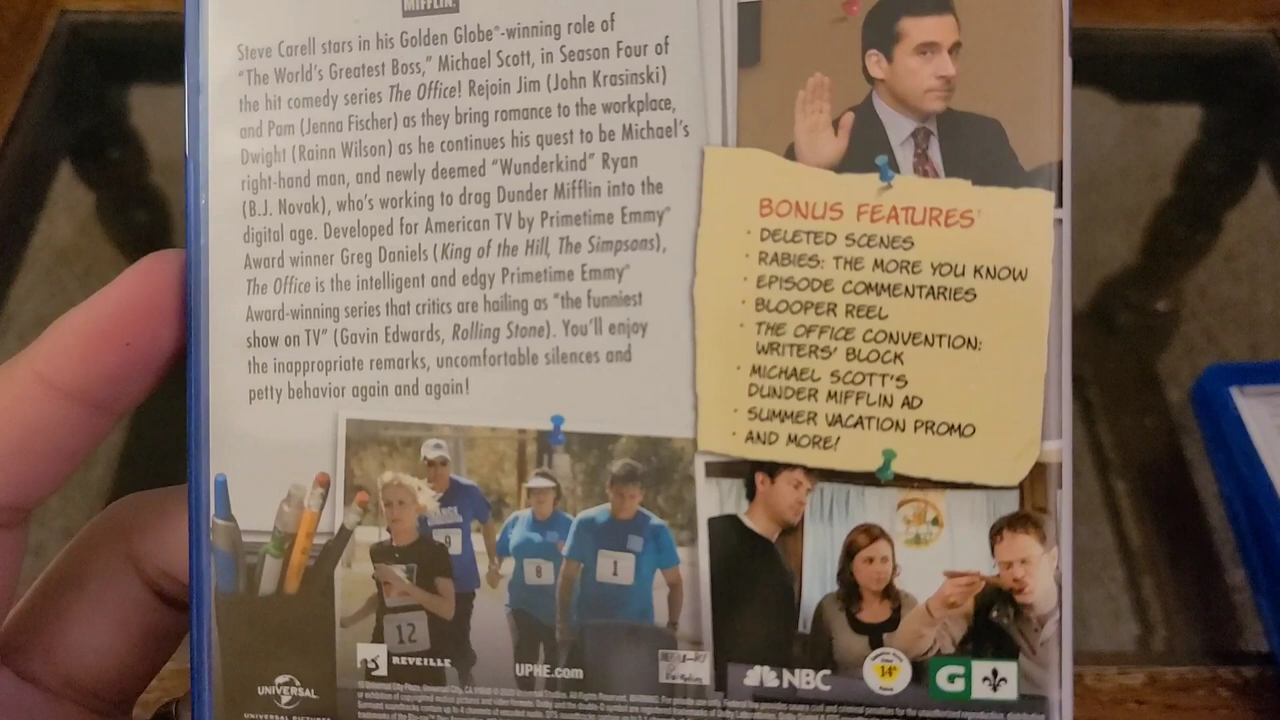 MIFFLIN.
Steve Carell stars in his Golden Globe®-winning role of
“The World's Greatest Boss,” Michael Scott, in Season Four of
the hit comedy series The Office! Rejoin Jim (John Krasinski)
and Pam (Jenna Fischer) as they bring romance to the workplace,
Dwight (Rainn Wilson) as he continues his quest to be Michael's
right-hand man, and newly deemed “Wunderkind” Ryan
(B.J. Novak), who's working to drag Dunder Mifflin into the
digital age. Developed for American TV by Primetime Emmy®
Award winner Greg Daniels (King of the Hill, The Simpsons),
The Office is the intelligent and edgy Primetime Emmy®
Award-winning series that critics are hailing as “the funniest
show on TV” (Gavin Edwards, Rolling Stone). You'll enjoy
the inappropriate remarks, uncomfortable silences and
petty behavior again and again!
BONUS FEATURES
• DELETED SCENES
• RABIES: THE MORE YOU KNOW
• EPISODE COMMENTARIES
• BLOOPER REEL
• THE OFFICE CONVENTION:
WRITERS' BLOCK
• MICHAEL SCOTT'S
DUNDER MIFFLIN AD
• SUMMER VACATION PROMO
• AND MORE!
9
8
1
12
REVEILLE
UPHE.com
NBC
14
G
UNIVERSAL
UNIVERSAL PICTURES